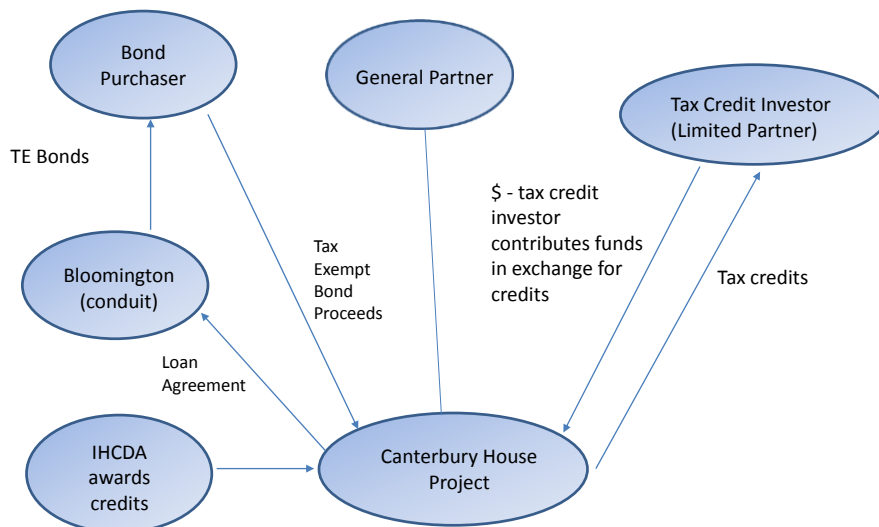 Bond
Purchaser
General Partner
Tax Credit Investor
(Limited Partner)
TE Bonds
$ - tax credit
investor
contributes funds
in exchange for
credits
Tax
Exempt
Bond
Proceeds
Bloomington
(conduit)
Tax credits
Loan
Agreement
IHCDA
awards
credits
Canterbury House
Project